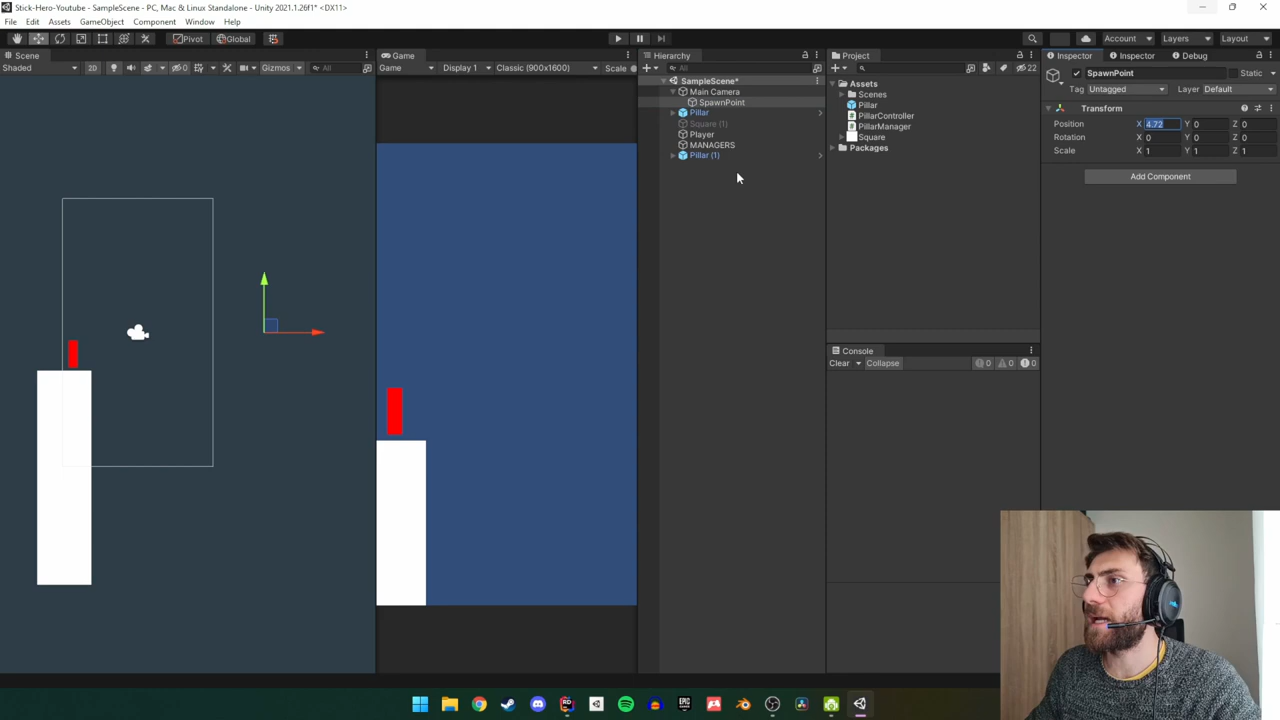 Stick-Hero-Youtube - SampleScene - PC, Mac & Linux Standalone - Unity 2021.1.26f1* <DX11>
File Edit Assets GameObject Component Window Help
Pivot Global Account Layers Layout
Scene
Shaded 2D 0 Gizmos All
Game
Game Display 1 Classic (900x1600) Scale
Hierarchy
All
SampleScene*
Main Camera
SpawnPoint
Pillar
Square (1)
Player
MANAGERS
Pillar (1)
Project
22
Assets
Scenes
Pillar
PillarController
PillarManager
Square
Packages
Console
Clear Collapse 0 0 0
Inspector Inspector Debug
SpawnPoint Static
Tag Untagged Layer Default
Transform
Position X 4.72 Y 0 Z 0
Rotation X 0 Y 0 Z 0
Scale X 1 Y 1 Z 1
Add Component